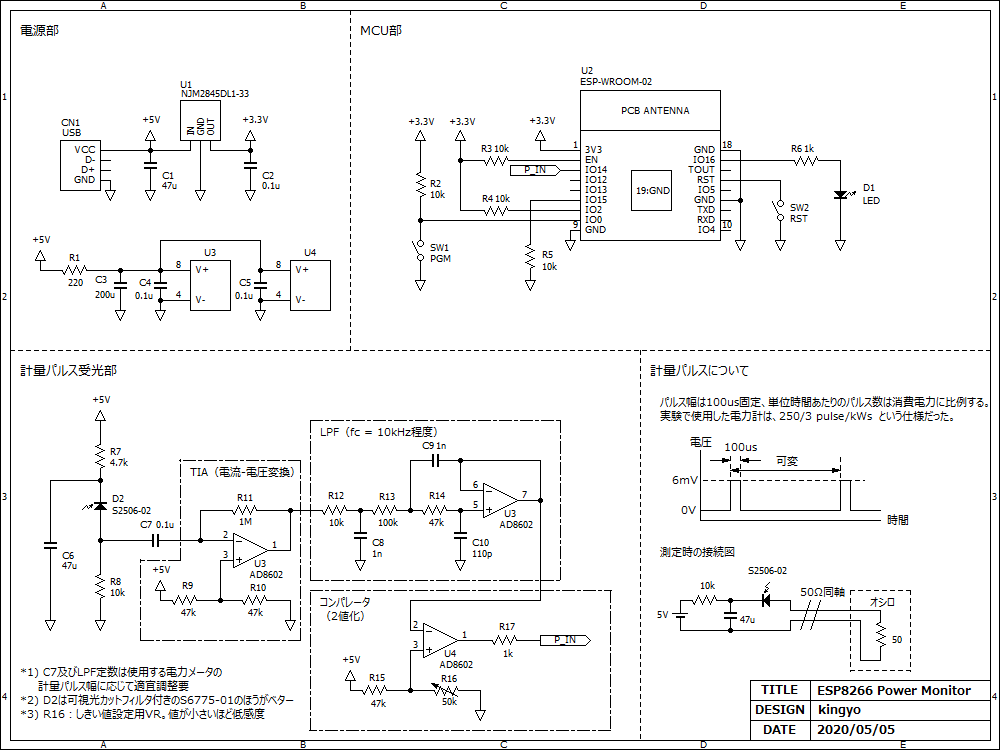 A B C D E
1
2
3
4
電源部
U1
NJM2845DL1-33
IN
GND
OUT
+5V
+3.3V
CN1
USB
VCC
D-
D+
GND
C1
47u
C2
0.1u
+5V
R1
220
C3
200u
C4
0.1u
U3
8 V+
4 V-
C5
0.1u
U4
8 V+
4 V-
MCU部
U2
ESP-WROOM-02
PCB ANTENNA
+3.3V
+3.3V
+3.3V
R3 10k
P_IN
R2
10k
R4 10k
SW1
PGM
R5
10k
1 3V3
EN
IO14
IO12
IO13
IO15
IO2
IO0
9 GND
19:GND
GND 18
IO16
TOUT
RST
IO5
GND
TXD
RXD
IO4 10
R6 1k
D1
LED
SW2
RST
計量パルス受光部
+5V
R7
4.7k
D2
S2506-02
C6
47u
R8
10k
C7 0.1u
TIA（電流-電圧変換）
R11
1M
2
3
1
U3
AD8602
+5V
R9
47k
R10
47k
LPF（fc = 10kHz程度）
C9 1n
R12
10k
R13
100k
R14
47k
C8
1n
C10
110p
6
5
7
U3
AD8602
コンパレータ
（2値化）
2
3
1
U4
AD8602
R17
1k
P_IN
+5V
R15
47k
R16
50k
*1) C7及びLPF定数は使用する電力メータの
計量パルス幅に応じて適宜調整要
*2) D2は可視光カットフィルタ付きのS6775-01のほうがベター
*3) R16：しきい値設定用VR。値が小さいほど低感度
計量パルスについて
パルス幅は100us固定、単位時間あたりのパルス数は消費電力に比例する。
実験で使用した電力計は、250/3 pulse/kWs という仕様だった。
電圧
100us
可変
6mV
0V
時間
測定時の接続図
S2506-02
10k
5V
47u
50Ω同軸
オシロ
50
TITLE ESP8266 Power Monitor
DESIGN kingyo
DATE 2020/05/05
1
2
3
4
A B C D E